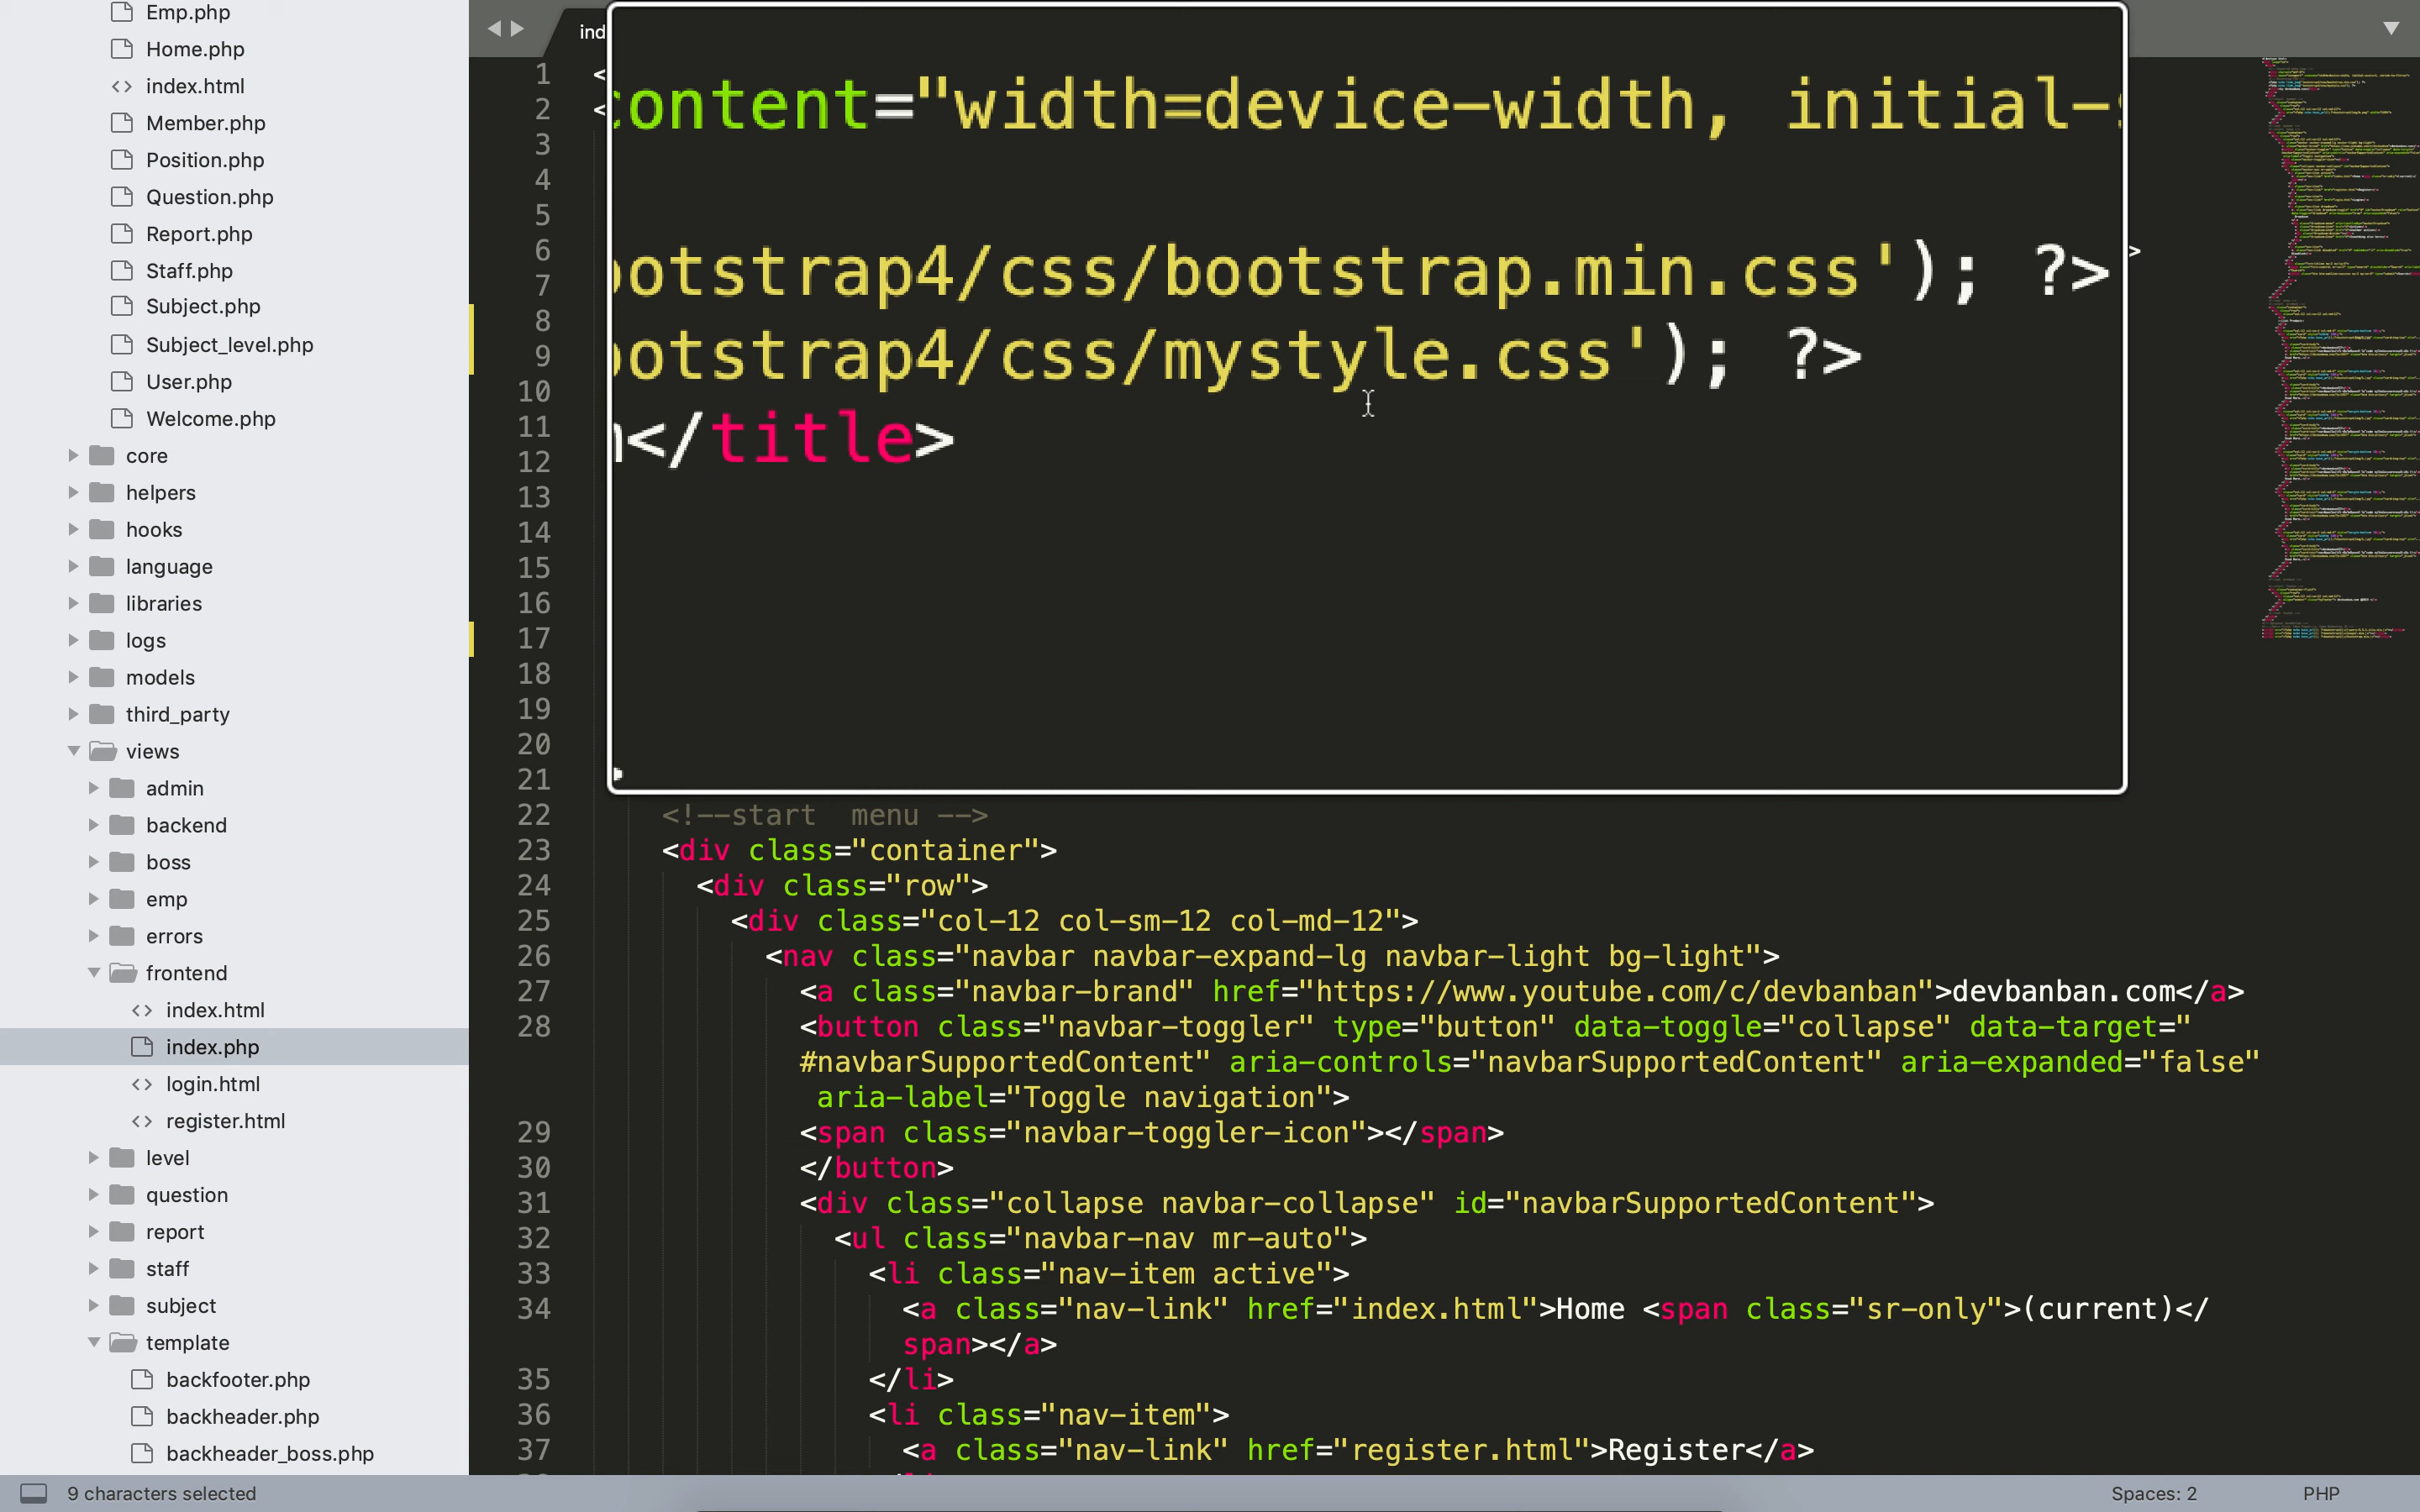 Emp.php
Home.php
index.html
Member.php
Position.php
Question.php
Report.php
Staff.php
Subject.php
Subject_level.php
User.php
Welcome.php
core
helpers
hooks
language
libraries
logs
models
third_party
views
admin
backend
boss
emp
errors
frontend
index.html
index.php
login.html
register.html
level
question
report
staff
subject
template
backfooter.php
backheader.php
backheader_boss.php
ind
1 <
2 <
3
4
5
6 >
7
8
9
10
11
12
13
14
15
16
17
18
19
20
21
content="width=device-width, initial-
otstrap4/css/bootstrap.min.css'); ?>
otstrap4/css/mystyle.css'); ?>
</title>
22 <!--start  menu -->
23 <div class="container">
24 <div class="row">
25 <div class="col-12 col-sm-12 col-md-12">
26 <nav class="navbar navbar-expand-lg navbar-light bg-light">
27 <a class="navbar-brand" href="https://www.youtube.com/c/devbanban">devbanban.com</a>
28 <button class="navbar-toggler" type="button" data-toggle="collapse" data-target="
#navbarSupportedContent" aria-controls="navbarSupportedContent" aria-expanded="false"
aria-label="Toggle navigation">
29 <span class="navbar-toggler-icon"></span>
30 </button>
31 <div class="collapse navbar-collapse" id="navbarSupportedContent">
32 <ul class="navbar-nav mr-auto">
33 <li class="nav-item active">
34 <a class="nav-link" href="index.html">Home <span class="sr-only">(current)</
span></a>
35 </li>
36 <li class="nav-item">
37 <a class="nav-link" href="register.html">Register</a>
9 characters selected
Spaces: 2 PHP